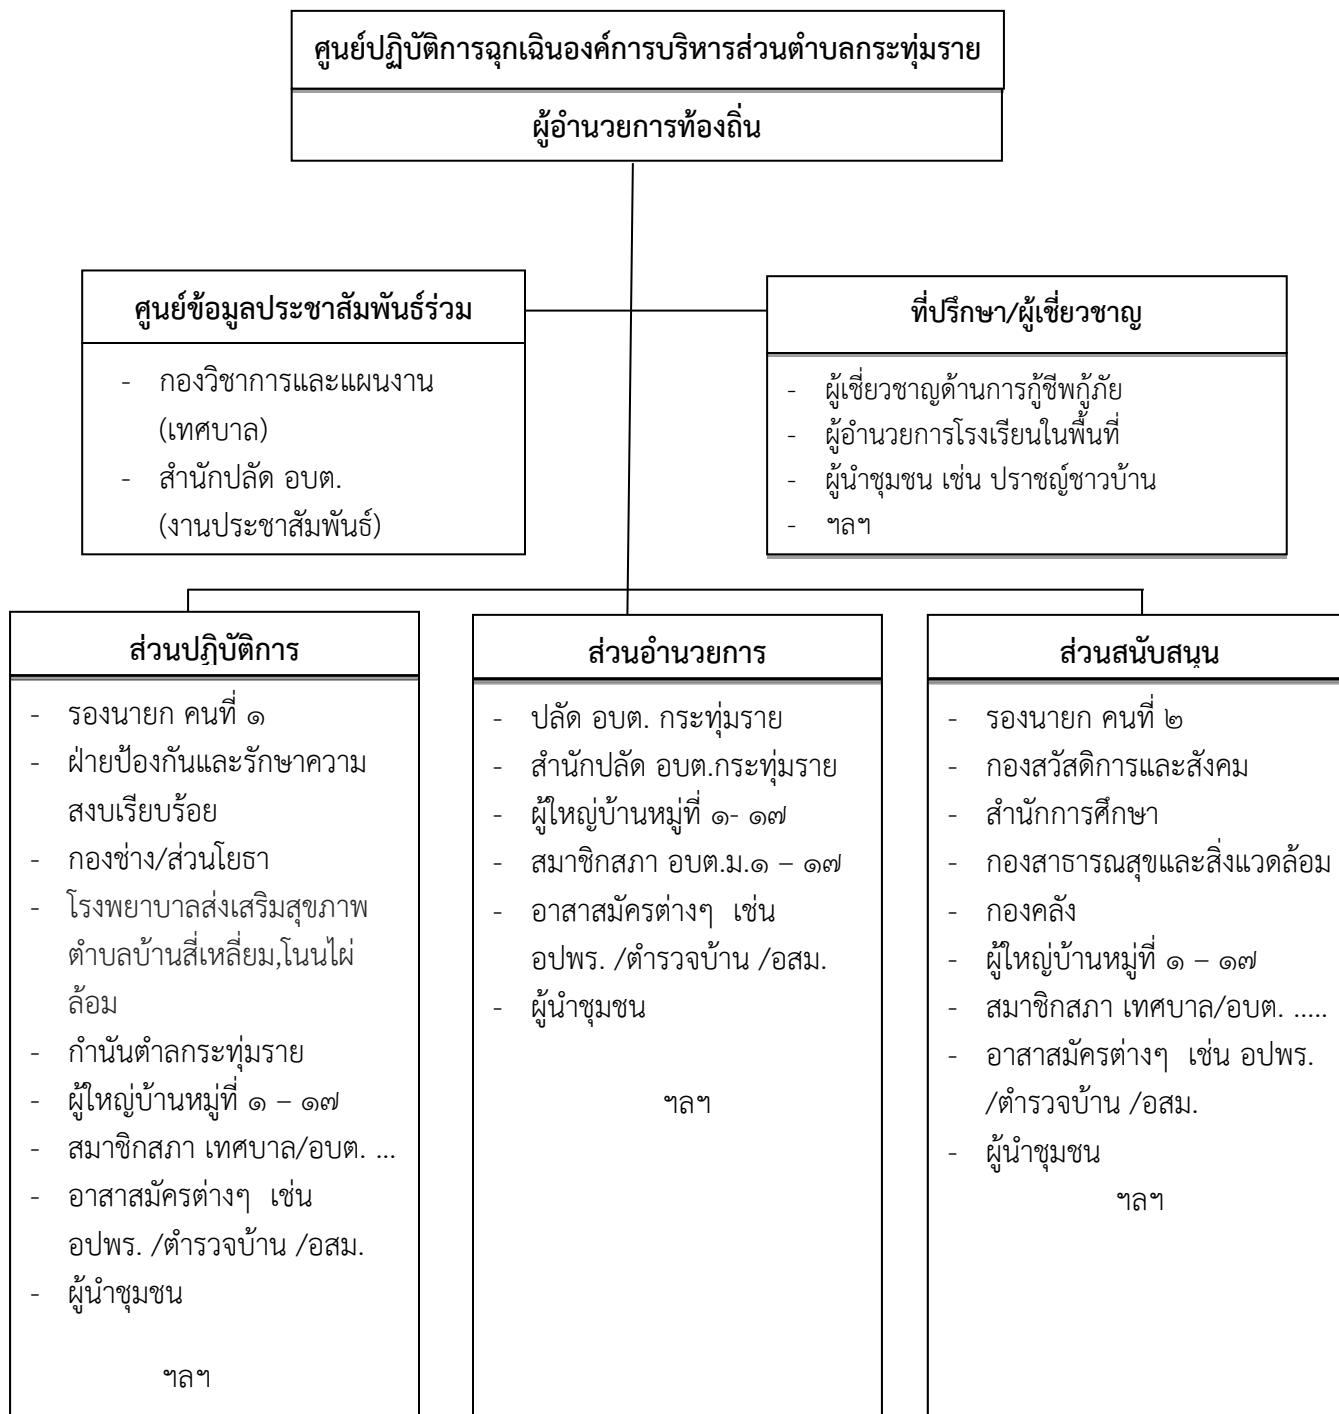 ศูนย์ปฏิบัติการฉุกเฉินองค์การบริหารส่วนตำบลกระทุ่มราย
ผู้อำนวยการท้องถิ่น
ศูนย์ข้อมูลประชาสัมพันธ์ร่วม
- กองวิชาการและแผนงาน
(เทศบาล)
- สำนักปลัด อบต.
(งานประชาสัมพันธ์)
ที่ปรึกษา/ผู้เชี่ยวชาญ
- ผู้เชี่ยวชาญด้านการกู้ชีพกู้ภัย
- ผู้อำนวยการโรงเรียนในพื้นที่
- ผู้นำชุมชน เช่น ปราชญ์ชาวบ้าน
- ฯลฯ
ส่วนปฏิบัติการ
- รองนายก คนที่ ๑
- ฝ่ายป้องกันและรักษาความ
สงบเรียบร้อย
- กองช่าง/ส่วนโยธา
- โรงพยาบาลส่งเสริมสุขภาพ
ตำบลบ้านสี่เหลี่ยม,โนนไผ่
ล้อม
- กำนันตำลกระทุ่มราย
- ผู้ใหญ่บ้านหมู่ที่ ๑ – ๑๗
- สมาชิกสภา เทศบาล/อบต. ...
- อาสาสมัครต่างๆ เช่น
อปพร. /ตำรวจบ้าน /อสม.
- ผู้นำชุมชน
ฯลฯ
ส่วนอำนวยการ
- ปลัด อบต. กระทุ่มราย
- สำนักปลัด อบต.กระทุ่มราย
- ผู้ใหญ่บ้านหมู่ที่ ๑- ๑๗
- สมาชิกสภา อบต.ม.๑ – ๑๗
- อาสาสมัครต่างๆ เช่น
อปพร. /ตำรวจบ้าน /อสม.
- ผู้นำชุมชน
ฯลฯ
ส่วนสนับสนุน
- รองนายก คนที่ ๒
- กองสวัสดิการและสังคม
- สำนักการศึกษา
- กองสาธารณสุขและสิ่งแวดล้อม
- กองคลัง
- ผู้ใหญ่บ้านหมู่ที่ ๑ – ๑๗
- สมาชิกสภา เทศบาล/อบต. .....
- อาสาสมัครต่างๆ เช่น อปพร.
/ตำรวจบ้าน /อสม.
- ผู้นำชุมชน
ฯลฯ